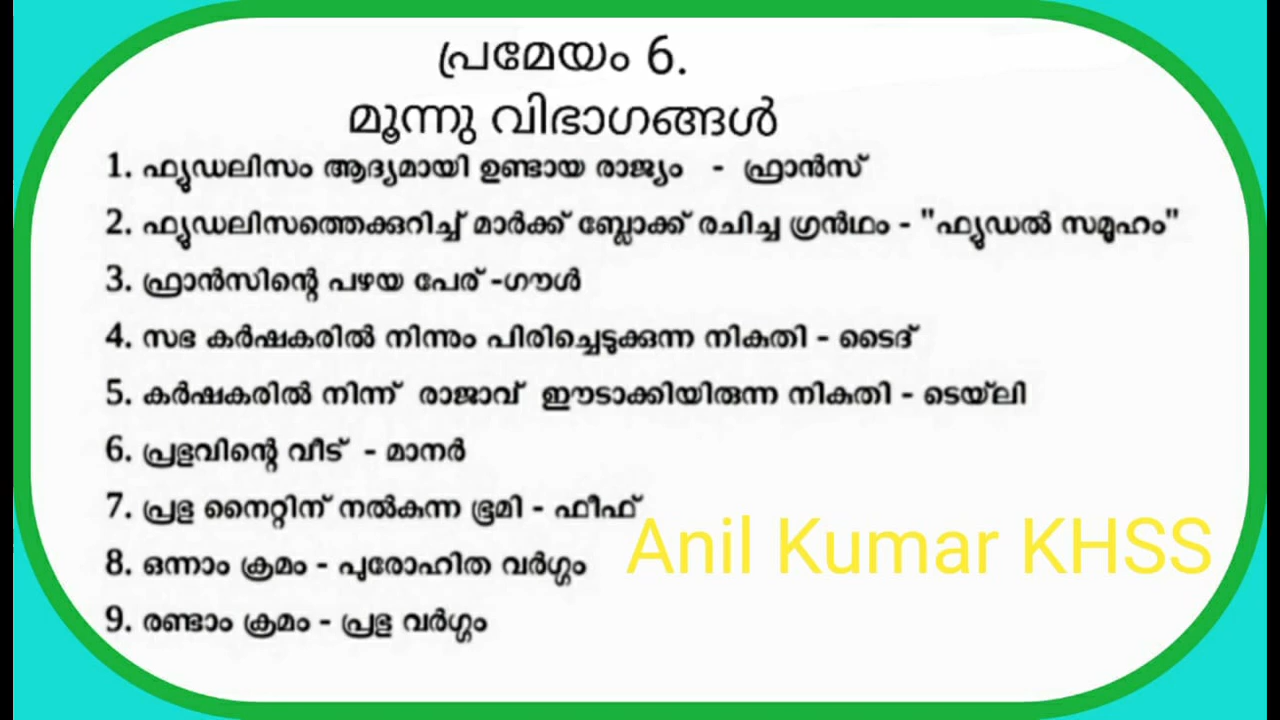 പ്രമേയം 6.
മൂന്നു വിഭാഗങ്ങൾ
1. ഫ്യുഡലിസം ആദ്യമായി ഉണ്ടായ രാജ്യം - ഫ്രാൻസ്
2. ഫ്യുഡലിസത്തെക്കുറിച്ച് മാർക്ക് ബ്ലോക്ക് രചിച്ച ഗ്രൻഥം - "ഫ്യുഡൽ സമൂഹം"
3. ഫ്രാൻസിന്റെ പഴയ പേര് -ഗൗൾ
4. സഭ കർഷകരിൽ നിന്നും പിരിച്ചെടുക്കുന്ന നികുതി - ടൈദ്
5. കർഷകരിൽ നിന്ന് രാജാവ് ഈടാക്കിയിരുന്ന നികുതി - ടെയ്‌ലി
6. പ്രഭുവിന്റെ വീട് - മാനർ
7. പ്രഭു നൈറ്റിന് നൽകുന്ന ഭൂമി - ഫീഫ്
Anil Kumar KHSS
8. ഒന്നാം ക്രമം - പുരോഹിത വർഗ്ഗം
9. രണ്ടാം ക്രമം - പ്രഭു വർഗ്ഗം